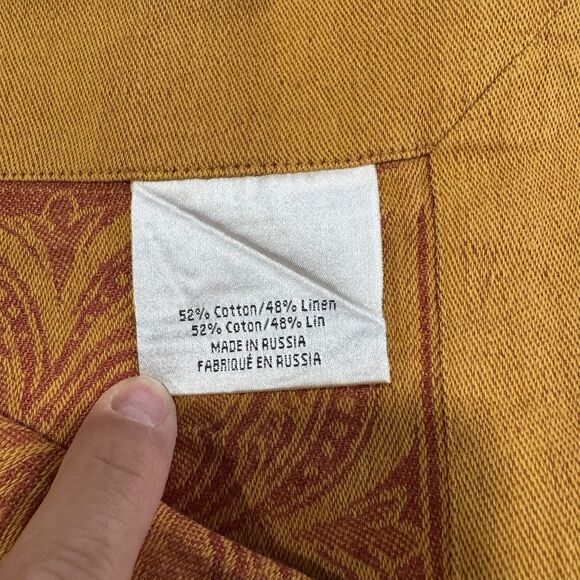 52% Cotton/48% Linen
52% Coton/48% Lin
MADE IN RUSSIA
FABRIQUÉ EN RUSSIA